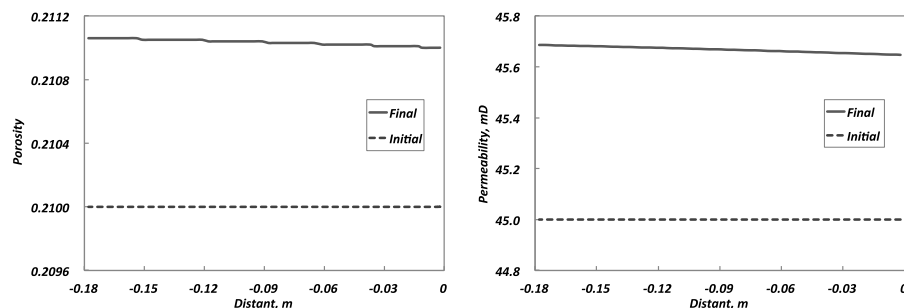 0.2112
0.2108
0.2104
0.2100
0.2096
Porosity
Final
Initial
-0.18 -0.15 -0.12 -0.09 -0.06 -0.03 0
Distant, m
45.8
45.6
45.4
45.2
45.0
44.8
Permeability, mD
Final
Initial
-0.18 -0.15 -0.12 -0.09 -0.06 -0.03 0
Distant, m